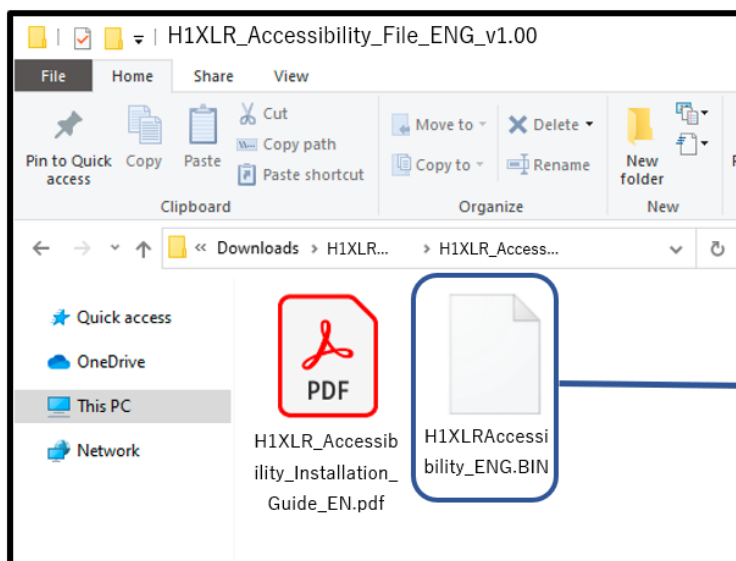 H1XLR_Accessibility_File_ENG_v1.00
File Home Share View
Pin to Quick access
Copy
Paste
Cut
Copy path
Paste shortcut
Clipboard
Move to
Copy to
Delete
Rename
Organize
New folder
New
« Downloads > H1XLR... > H1XLR_Access...
Quick access
OneDrive
This PC
Network
PDF
H1XLR_Accessib
ility_Installation_
Guide_EN.pdf
H1XLRAccessi
bility_ENG.BIN